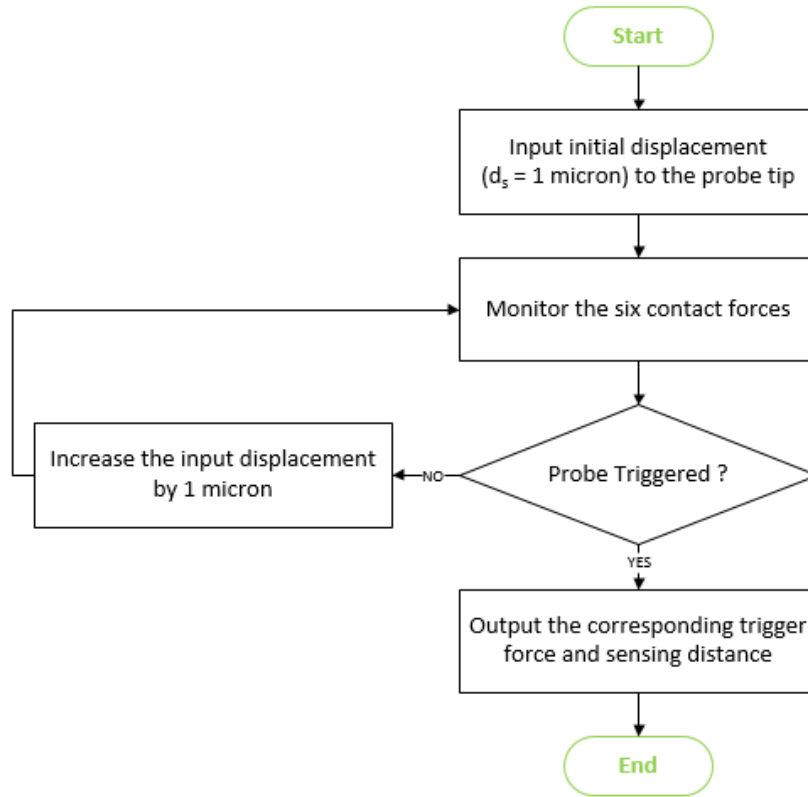 Start
Input initial displacement
(dₛ = 1 micron) to the probe tip
Monitor the six contact forces
Probe Triggered ?
NO
Increase the input displacement
by 1 micron
YES
Output the corresponding trigger
force and sensing distance
End